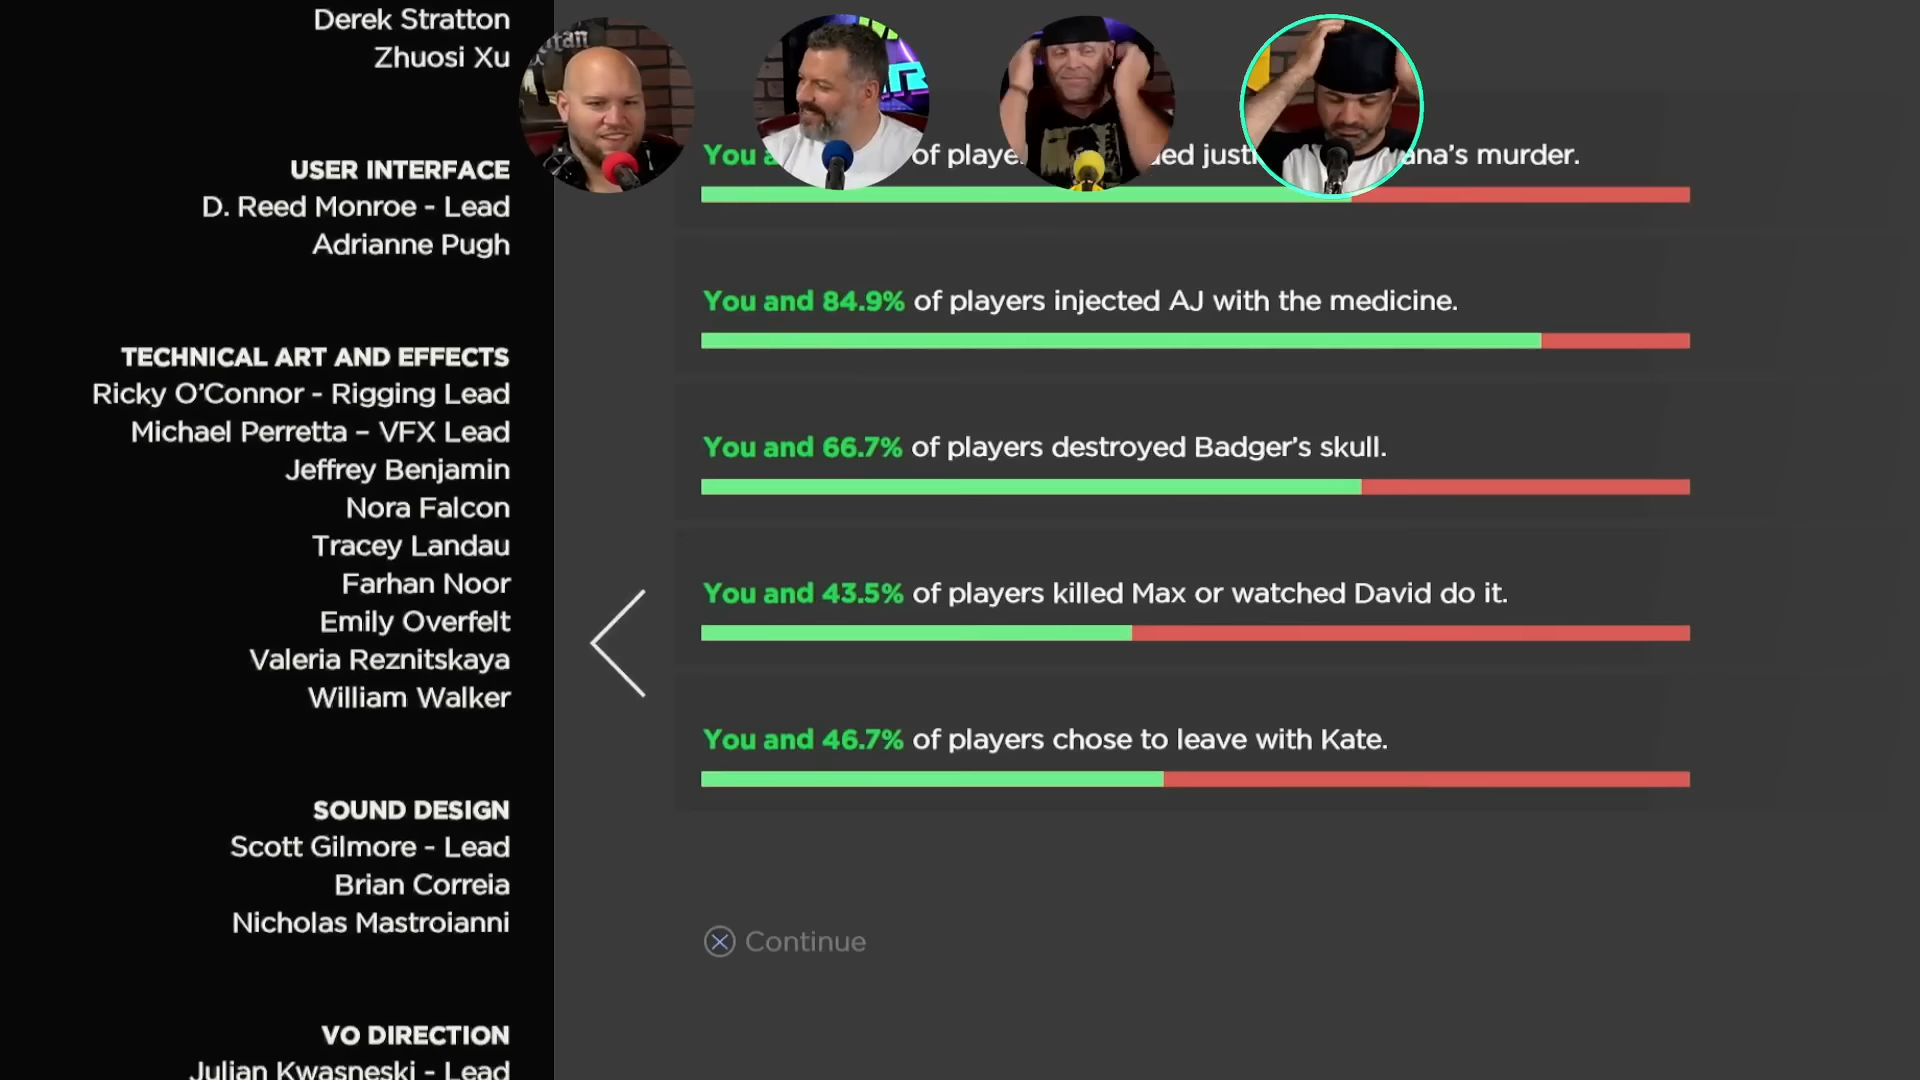 Derek Stratton
Zhuosi Xu
USER INTERFACE
D. Reed Monroe - Lead
Adrianne Pugh
TECHNICAL ART AND EFFECTS
Ricky O'Connor - Rigging Lead
Michael Perretta – VFX Lead
Jeffrey Benjamin
Nora Falcon
Tracey Landau
Farhan Noor
Emily Overfelt
Valeria Reznitskaya
William Walker
SOUND DESIGN
Scott Gilmore - Lead
Brian Correia
Nicholas Mastroianni
VO DIRECTION
Julian Kwasneski - Lead
You of murder.
You and 84.9% of players injected AJ with the medicine.
You and 66.7% of players destroyed Badger's skull.
You and 43.5% of players killed Max or watched David do it.
You and 46.7% of players chose to leave with Kate.
Continue